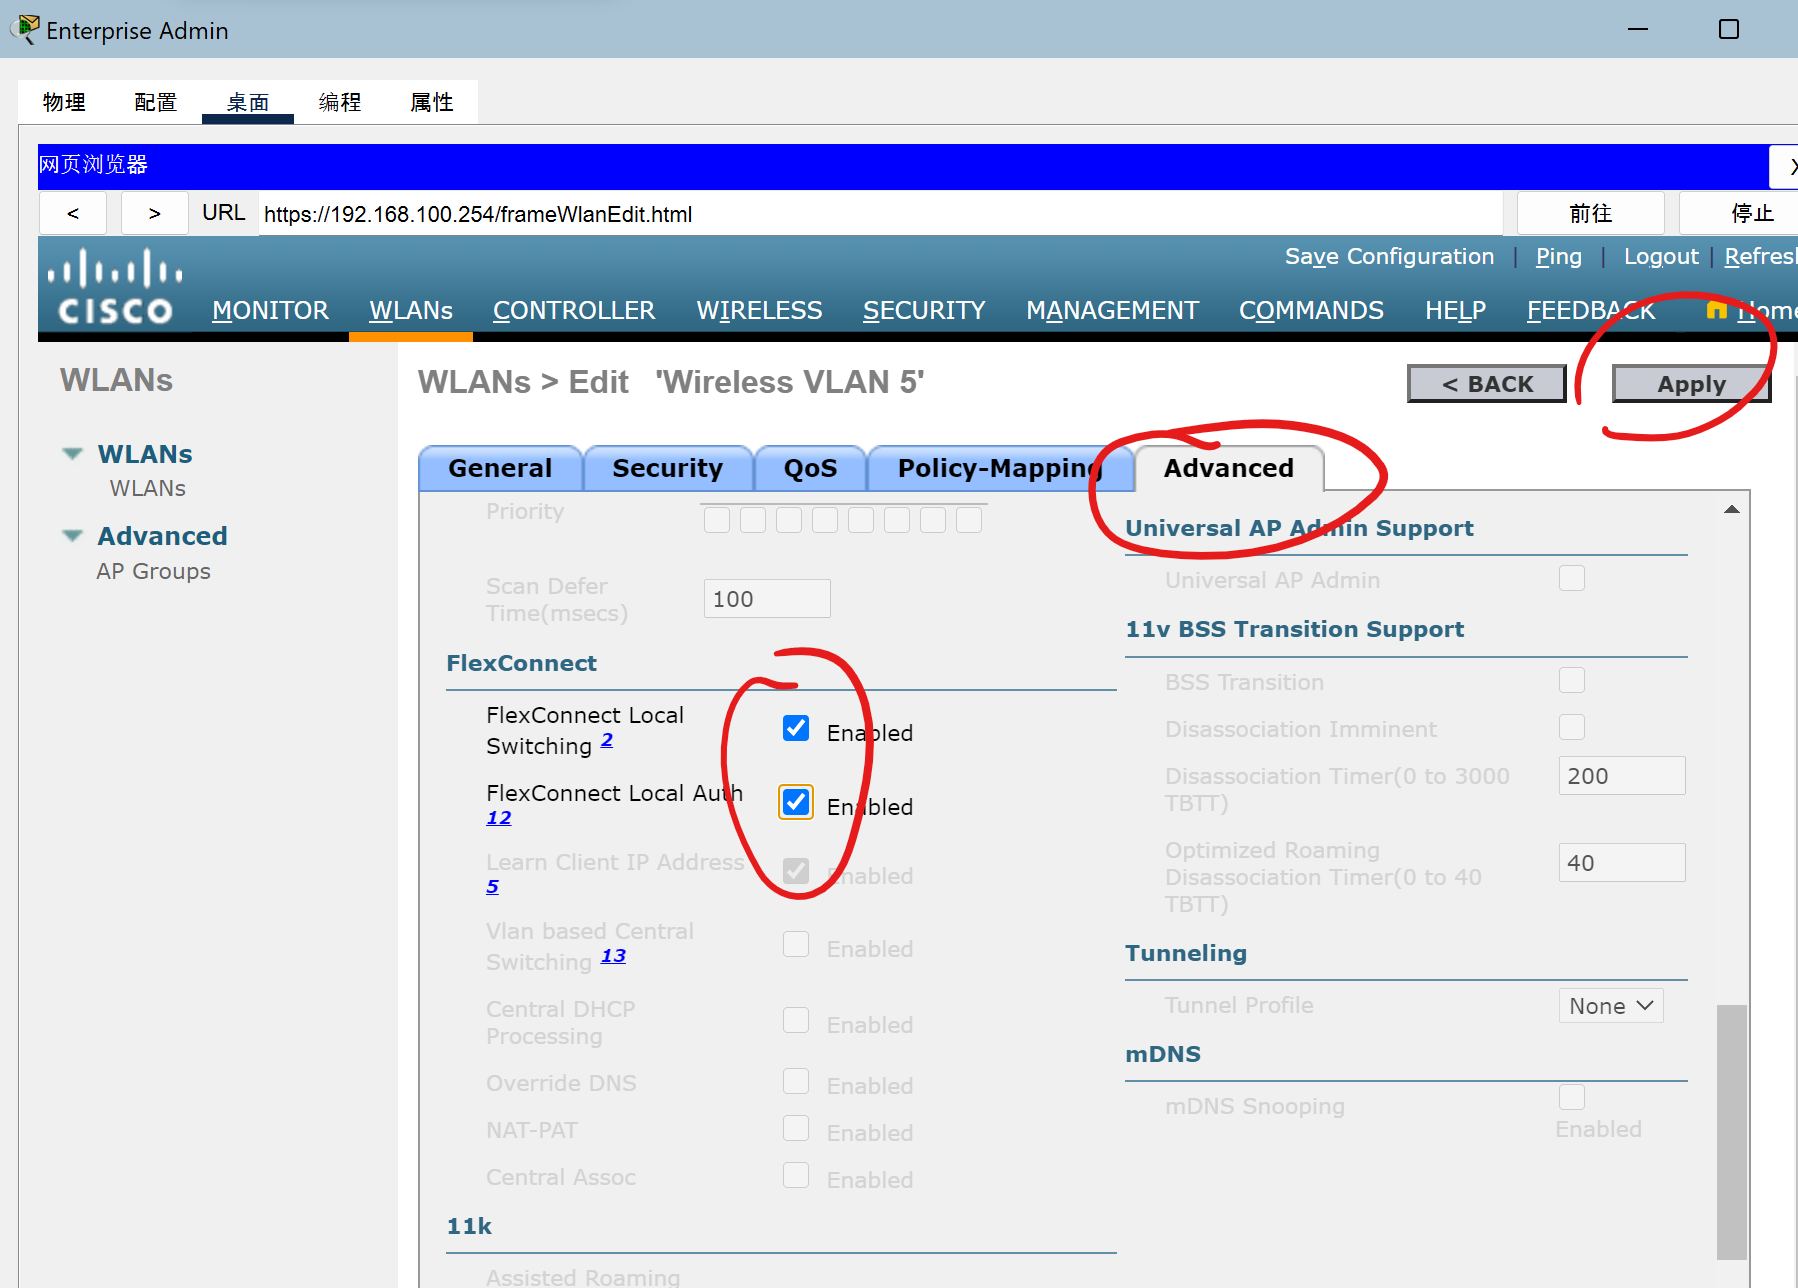 Enterprise Admin
物理 配置 桌面 编程 属性
网页浏览器
X
< > URL https://192.168.100.254/frameWlanEdit.html 前往 停止
Save Configuration | Ping | Logout | Refresh
CISCO
MONITOR WLANs CONTROLLER WIRELESS SECURITY MANAGEMENT COMMANDS HELP FEEDBACK Home
WLANs
WLANs > Edit 'Wireless VLAN 5'
< BACK
Apply
WLANs
WLANs
Advanced
AP Groups
General Security QoS Policy-Mapping Advanced
Priority
Scan Defer
Time(msecs)
100
FlexConnect
FlexConnect Local
Switching 2
Enabled
FlexConnect Local Auth
12
Enabled
Learn Client IP Address
5
Enabled
Vlan based Central
Switching 13
Enabled
Central DHCP
Processing
Enabled
Override DNS Enabled
NAT-PAT Enabled
Central Assoc Enabled
11k
Assisted Roaming
Universal AP Admin Support
Universal AP Admin
11v BSS Transition Support
BSS Transition
Disassociation Imminent
Disassociation Timer(0 to 3000
TBTT)
200
Optimized Roaming
Disassociation Timer(0 to 40
TBTT)
40
Tunneling
Tunnel Profile None
mDNS
mDNS Snooping
Enabled